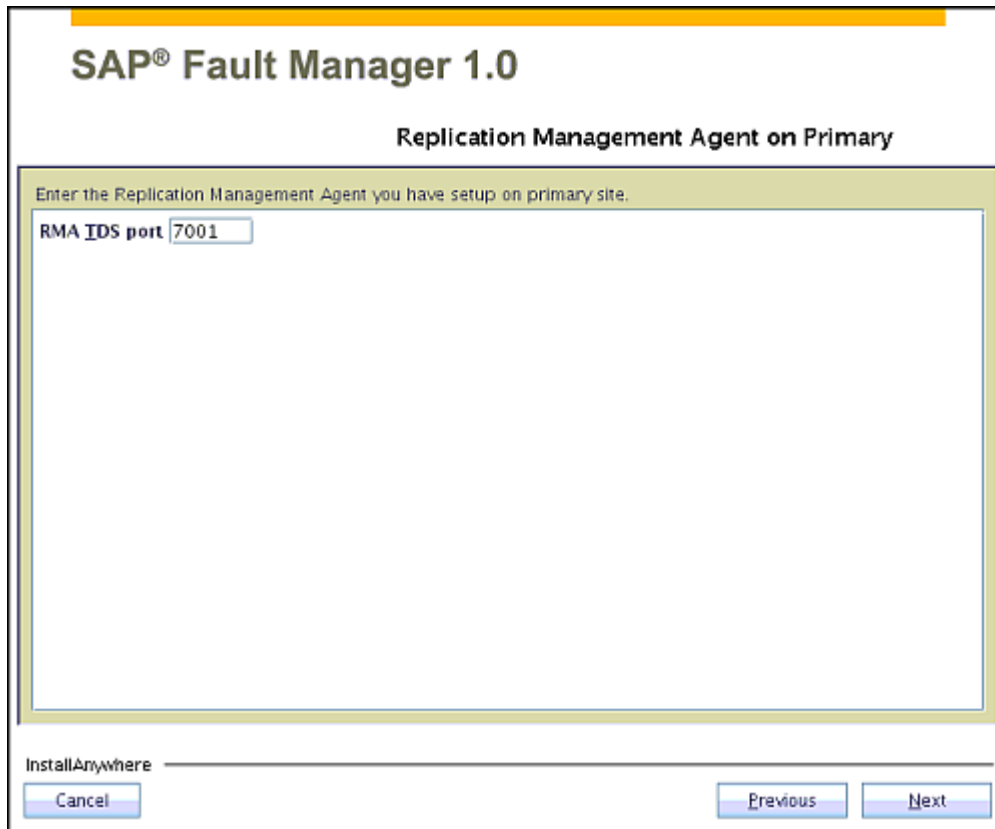 SAP® Fault Manager 1.0
Replication Management Agent on Primary
Enter the Replication Management Agent you have setup on primary site.
RMA TDS port 7001
InstallAnywhere
Cancel Previous Next